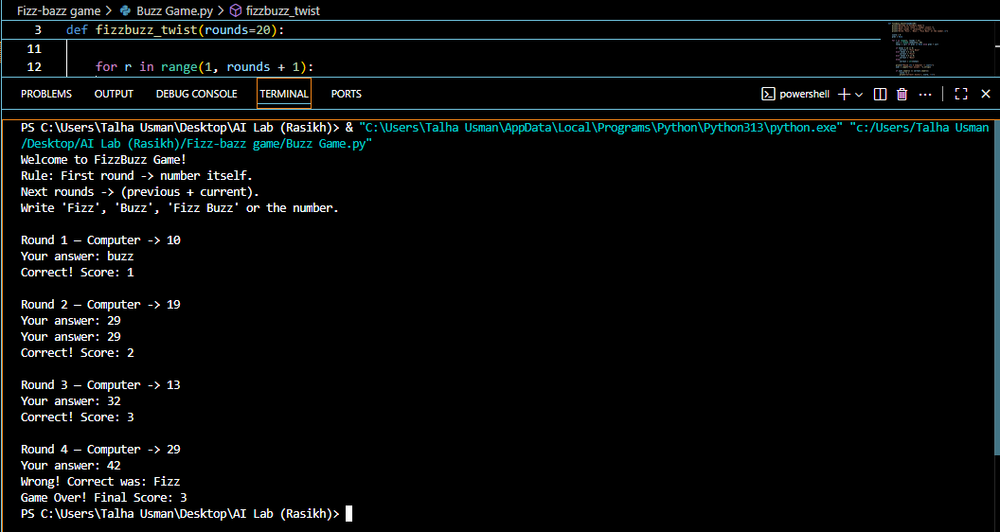 Fizz-bazz game > Buzz Game.py > fizzbuzz_twist
3 def fizzbuzz_twist(rounds=20):
11
12 for r in range(1, rounds + 1):
PROBLEMS OUTPUT DEBUG CONSOLE TERMINAL PORTS powershell
PS C:\Users\Talha Usman\Desktop\AI Lab (Rasikh)> & "C:\Users\Talha Usman\AppData\Local\Programs\Python\Python313\python.exe" "c:/Users/Talha Usman
/Desktop/AI Lab (Rasikh)/Fizz-bazz game/Buzz Game.py"
Welcome to FizzBuzz Game!
Rule: First round -> number itself.
Next rounds -> (previous + current).
Write 'Fizz', 'Buzz', 'Fizz Buzz' or the number.
Round 1 – Computer -> 10
Your answer: buzz
Correct! Score: 1
Round 2 – Computer -> 19
Your answer: 29
Your answer: 29
Correct! Score: 2
Round 3 – Computer -> 13
Your answer: 32
Correct! Score: 3
Round 4 – Computer -> 29
Your answer: 42
Wrong! Correct was: Fizz
Game Over! Final Score: 3
PS C:\Users\Talha Usman\Desktop\AI Lab (Rasikh)>